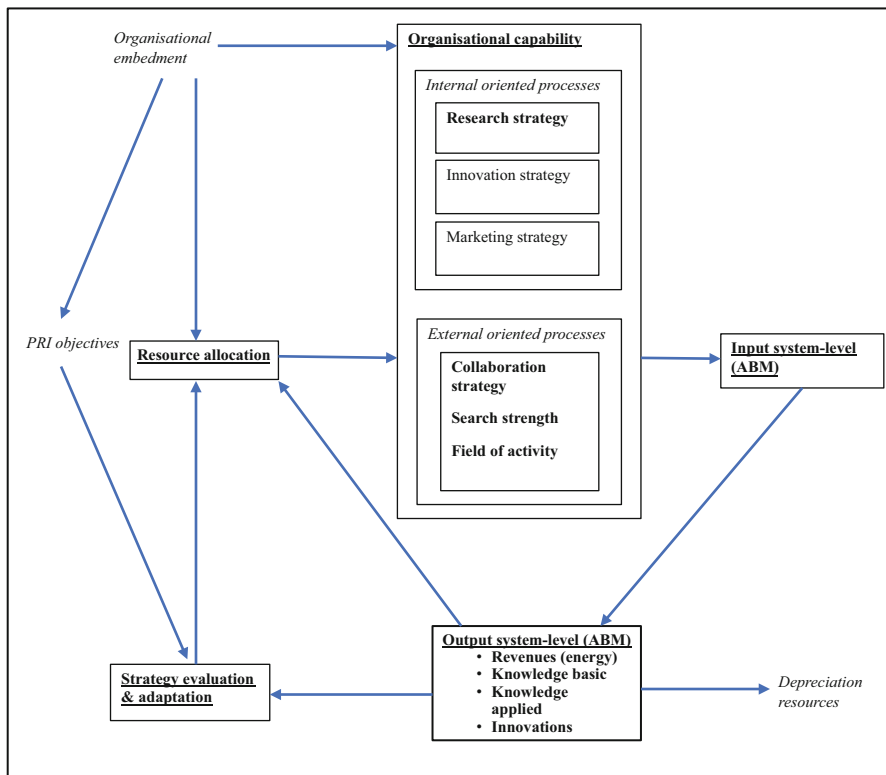 Organisational
embedment
Organisational capability
Internal oriented processes
Research strategy
Innovation strategy
Marketing strategy
PRI objectives
Resource allocation
External oriented processes
Collaboration
strategy
Search strength
Field of activity
Input system-level
(ABM)
Output system-level (ABM)
• Revenues (energy)
• Knowledge basic
• Knowledge
applied
• Innovations
Strategy evaluation
& adaptation
Depreciation
resources